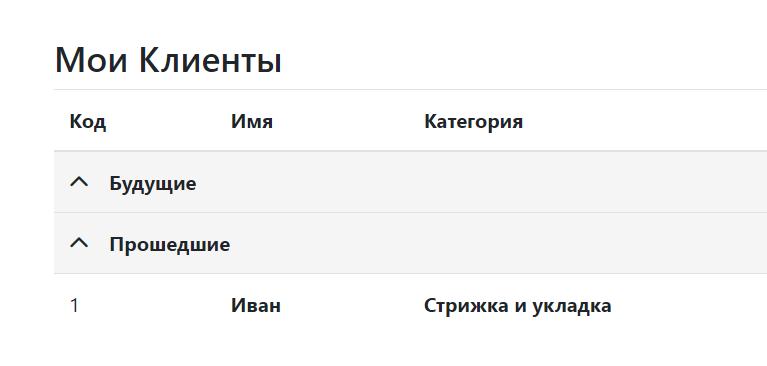 Мои Клиенты
Код Имя Категория
Будущие
Прошедшие
1 Иван Стрижка и укладка